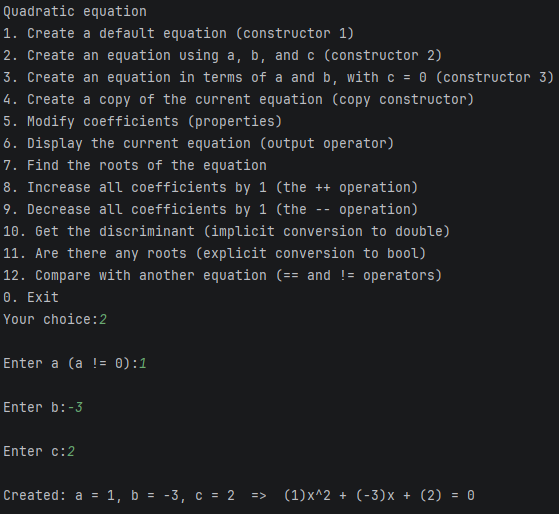 Quadratic equation
1. Create a default equation (constructor 1)
2. Create an equation using a, b, and c (constructor 2)
3. Create an equation in terms of a and b, with c = 0 (constructor 3)
4. Create a copy of the current equation (copy constructor)
5. Modify coefficients (properties)
6. Display the current equation (output operator)
7. Find the roots of the equation
8. Increase all coefficients by 1 (the ++ operation)
9. Decrease all coefficients by 1 (the -- operation)
10. Get the discriminant (implicit conversion to double)
11. Are there any roots (explicit conversion to bool)
12. Compare with another equation (== and != operators)
0. Exit
Your choice:2
Enter a (a != 0):1
Enter b:-3
Enter c:2
Created: a = 1, b = -3, c = 2  =>  (1)x^2 + (-3)x + (2) = 0